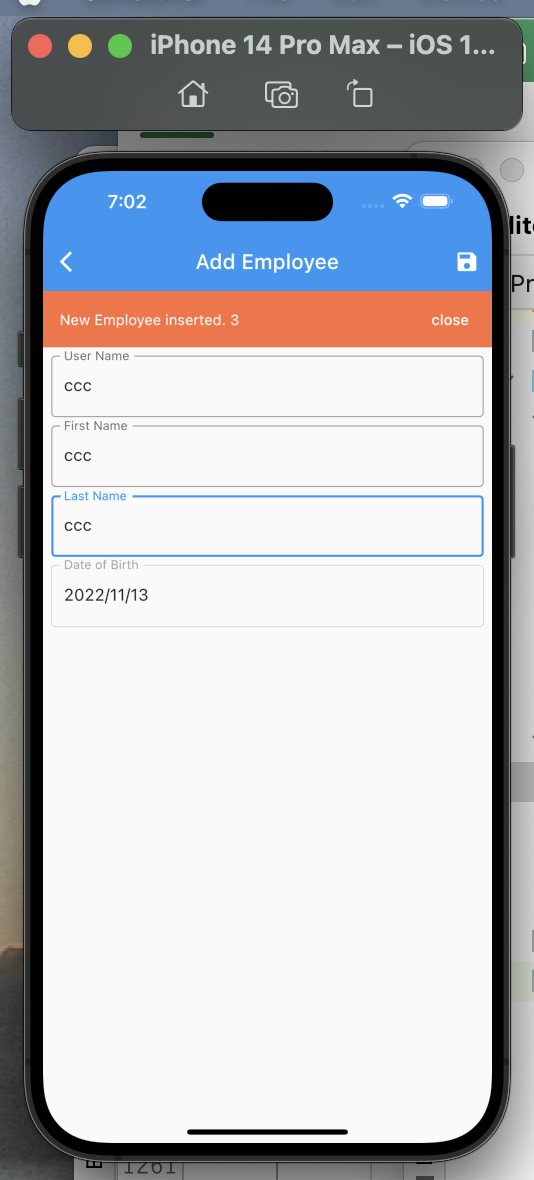 iPhone 14 Pro Max – iOS 1...
7:02
Add Employee
New Employee inserted. 3
close
User Name
ccc
First Name
ccc
Last Name
ccc
Date of Birth
2022/11/13
Pr
1261